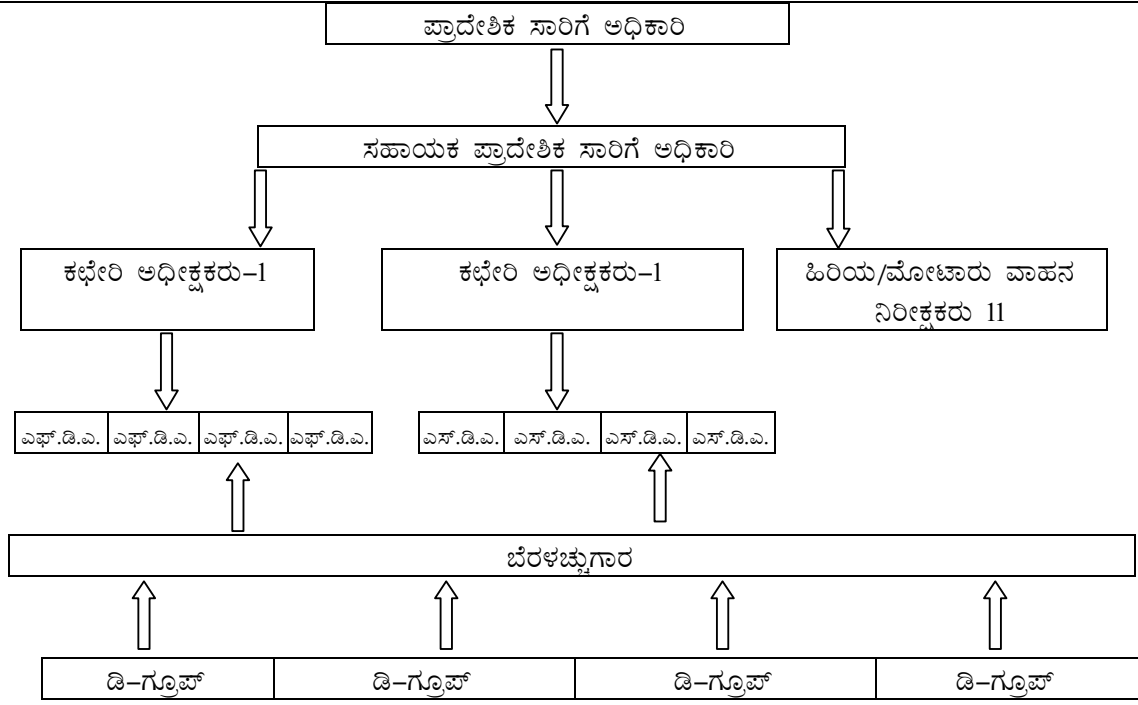 ಪ್ರಾದೇಶಿಕ ಸಾರಿಗೆ ಅಧಿಕಾರಿ
ಸಹಾಯಕ ಪ್ರಾದೇಶಿಕ ಸಾರಿಗೆ ಅಧಿಕಾರಿ
ಕಛೇರಿ ಅಧೀಕ್ಷಕರು–1
ಕಛೇರಿ ಅಧೀಕ್ಷಕರು–1
ಹಿರಿಯ/ಮೋಟಾರು ವಾಹನ
ನಿರೀಕ್ಷಕರು 11
ಎಫ್.ಡಿ.ಎ. ಎಫ್.ಡಿ.ಎ. ಎಫ್.ಡಿ.ಎ. ಎಫ್.ಡಿ.ಎ.
ಎಸ್.ಡಿ.ಎ. ಎಸ್.ಡಿ.ಎ. ಎಸ್.ಡಿ.ಎ. ಎಸ್.ಡಿ.ಎ.
ಬೆರಳಚ್ಚುಗಾರ
ಡಿ–ಗ್ರೂಪ್ ಡಿ–ಗ್ರೂಪ್ ಡಿ–ಗ್ರೂಪ್ ಡಿ–ಗ್ರೂಪ್